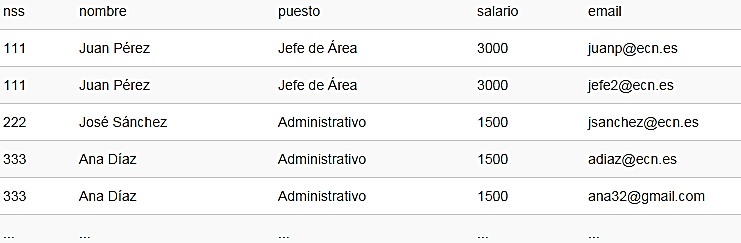 nss nombre puesto salario email
111 Juan Pérez Jefe de Área 3000 juanp@ecn.es
111 Juan Pérez Jefe de Área 3000 jefe2@ecn.es
222 José Sánchez Administrativo 1500 jsanchez@ecn.es
333 Ana Díaz Administrativo 1500 adiaz@ecn.es
333 Ana Díaz Administrativo 1500 ana32@gmail.com
... ... ... ... ...